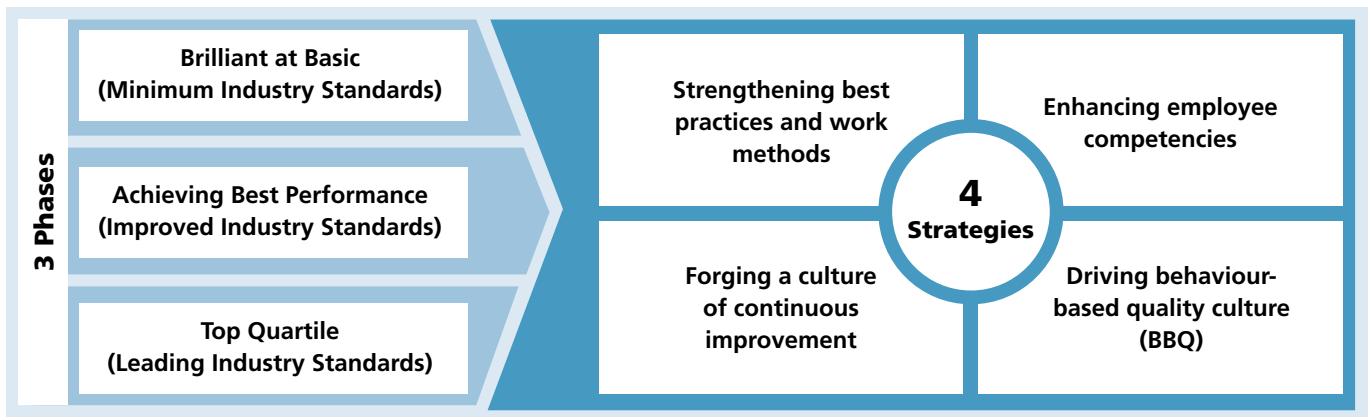 3 Phases
Brilliant at Basic
(Minimum Industry Standards)
Achieving Best Performance
(Improved Industry Standards)
Top Quartile
(Leading Industry Standards)
Strengthening best
practices and work
methods
Enhancing employee
competencies
4
Strategies
Forging a culture
of continuous
improvement
Driving behaviour-
based quality culture
(BBQ)